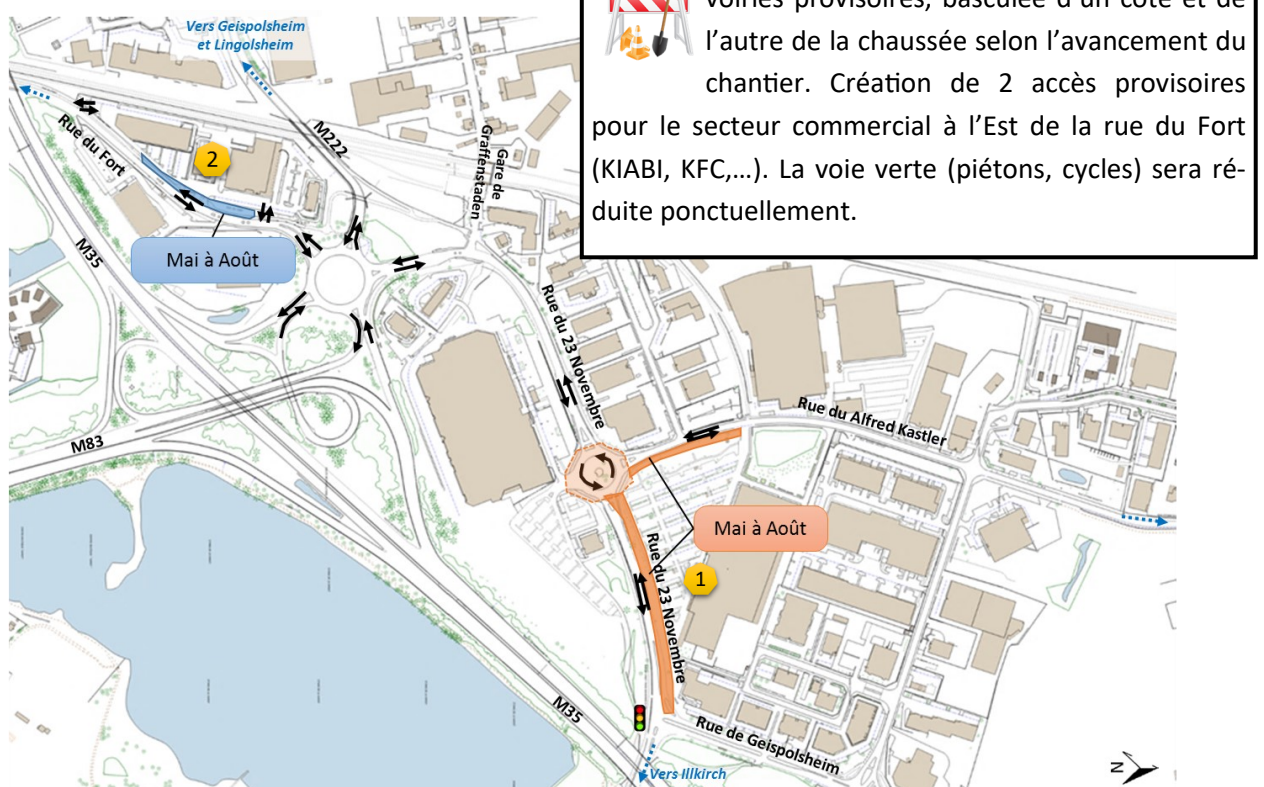 voiries provisoires, basculée d'un côté et de
l'autre de la chaussée selon l'avancement du
chantier. Création de 2 accès provisoires
pour le secteur commercial à l'Est de la rue du Fort
(KIABI, KFC,...). La voie verte (piétons, cycles) sera ré-
duite ponctuellement.
Vers Geispolsheim
et Lingolsheim
M222
Rue du Fort
2
Gare de
Graffenstaden
M35
Mai à Août
Rue du 23 Novembre
Rue du Alfred Kastler
M83
Mai à Août
Rue du 23 Novembre
1
M35
Rue de Geispolsheim
Vers Illkirch
N